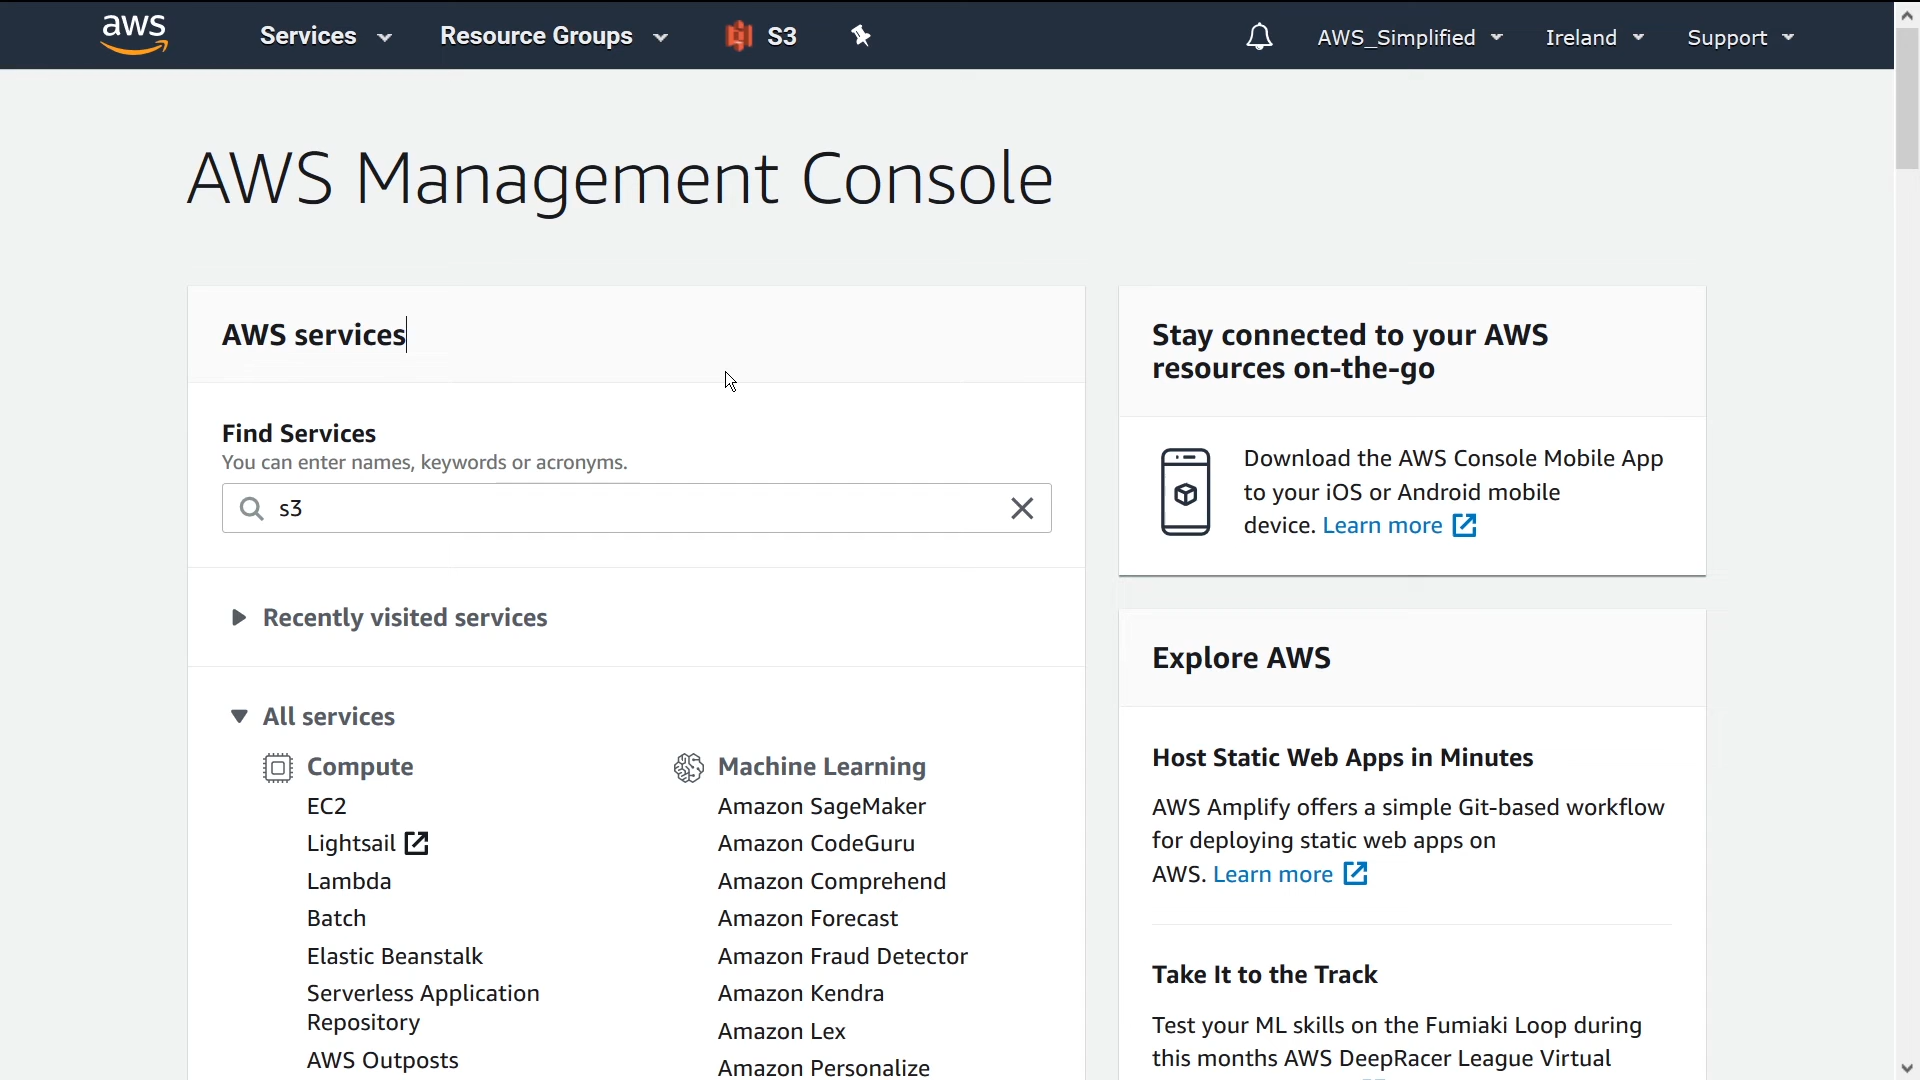 aws Services Resource Groups S3 AWS_Simplified Ireland Support
AWS Management Console
AWS services
Find Services
You can enter names, keywords or acronyms.
s3
Recently visited services
All services
Compute
EC2
Lightsail
Lambda
Batch
Elastic Beanstalk
Serverless Application
Repository
AWS Outposts
Machine Learning
Amazon SageMaker
Amazon CodeGuru
Amazon Comprehend
Amazon Forecast
Amazon Fraud Detector
Amazon Kendra
Amazon Lex
Amazon Personalize
Stay connected to your AWS
resources on-the-go
Download the AWS Console Mobile App
to your iOS or Android mobile
device. Learn more
Explore AWS
Host Static Web Apps in Minutes
AWS Amplify offers a simple Git-based workflow
for deploying static web apps on
AWS. Learn more
Take It to the Track
Test your ML skills on the Fumiaki Loop during
this months AWS DeepRacer League Virtual